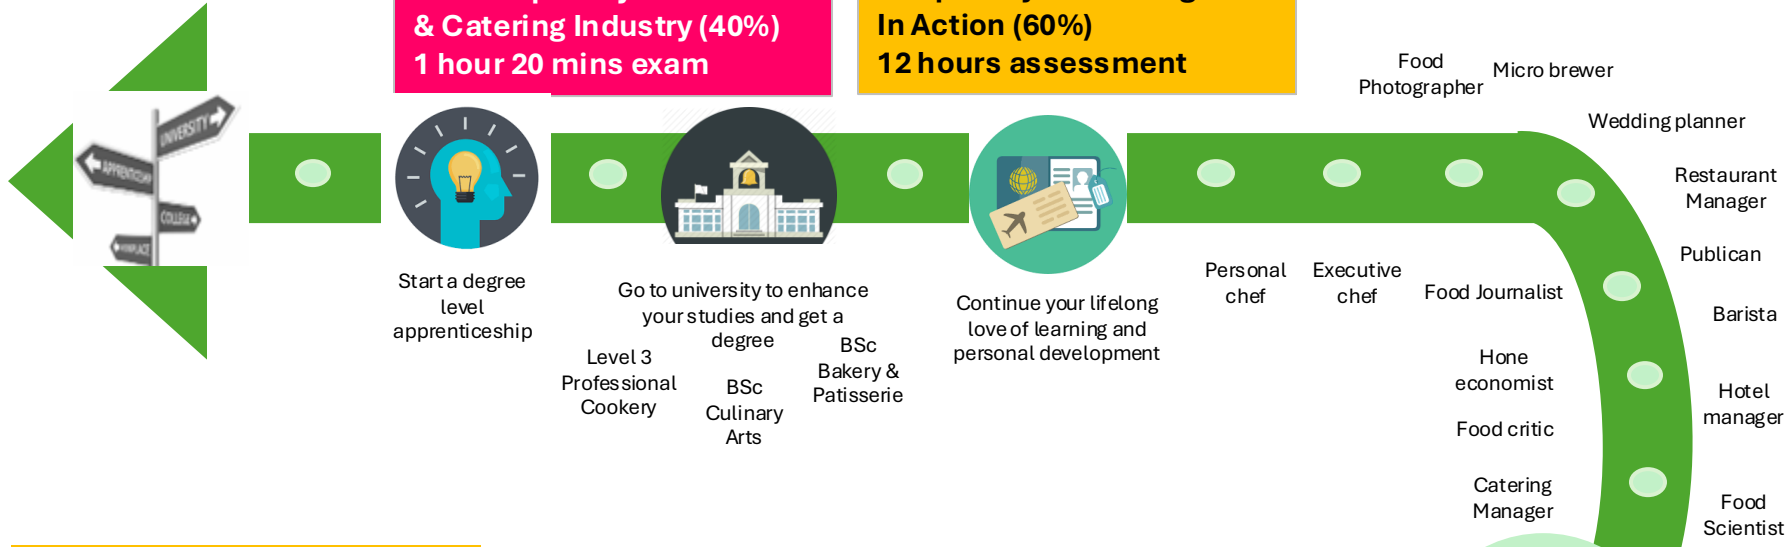 & Catering Industry (40%)
1 hour 20 mins exam
In Action (60%)
12 hours assessment
Food
Photographer
Micro brewer
Wedding planner
Restaurant
Manager
Publican
Barista
Hotel
manager
Food
Scientist
UNIVERSITY
APPRENTICESHIP
COLLEGE
WORKPLACE
Start a degree
level
apprenticeship
Go to university to enhance
your studies and get a
degree
Level 3
Professional
Cookery
BSc
Culinary
Arts
BSc
Bakery &
Patisserie
Continue your lifelong
love of learning and
personal development
Personal
chef
Executive
chef
Food Journalist
Hone
economist
Food critic
Catering
Manager